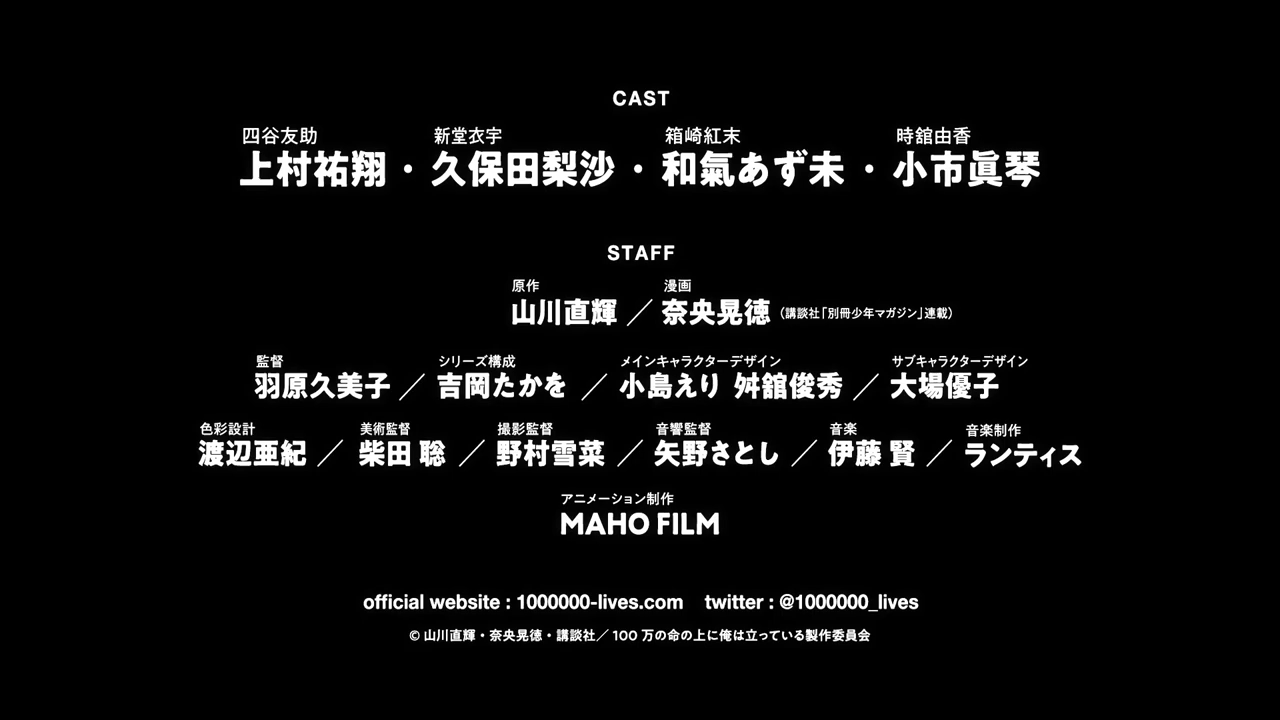 CAST
四谷友助 新堂衣宇 箱崎紅末 時舘由香
上村祐翔・久保田梨沙・和氣あず未・小市眞琴
STAFF
原作 漫画
山川直輝／奈央晃徳(講談社「別冊少年マガジン」連載)
監督 シリーズ構成 メインキャラクターデザイン サブキャラクターデザイン
羽原久美子／吉岡たかを／小島えり 舛舘俊秀／大場優子
色彩設計 美術監督 撮影監督 音響監督 音楽 音楽制作
渡辺亜紀／柴田 聡／野村雪菜／矢野さとし／伊藤 賢／ランティス
アニメーション制作
MAHO FILM
official website : 1000000-lives.com twitter : @1000000_lives
© 山川直輝・奈央晃徳・講談社／100万の命の上に俺は立っている製作委員会